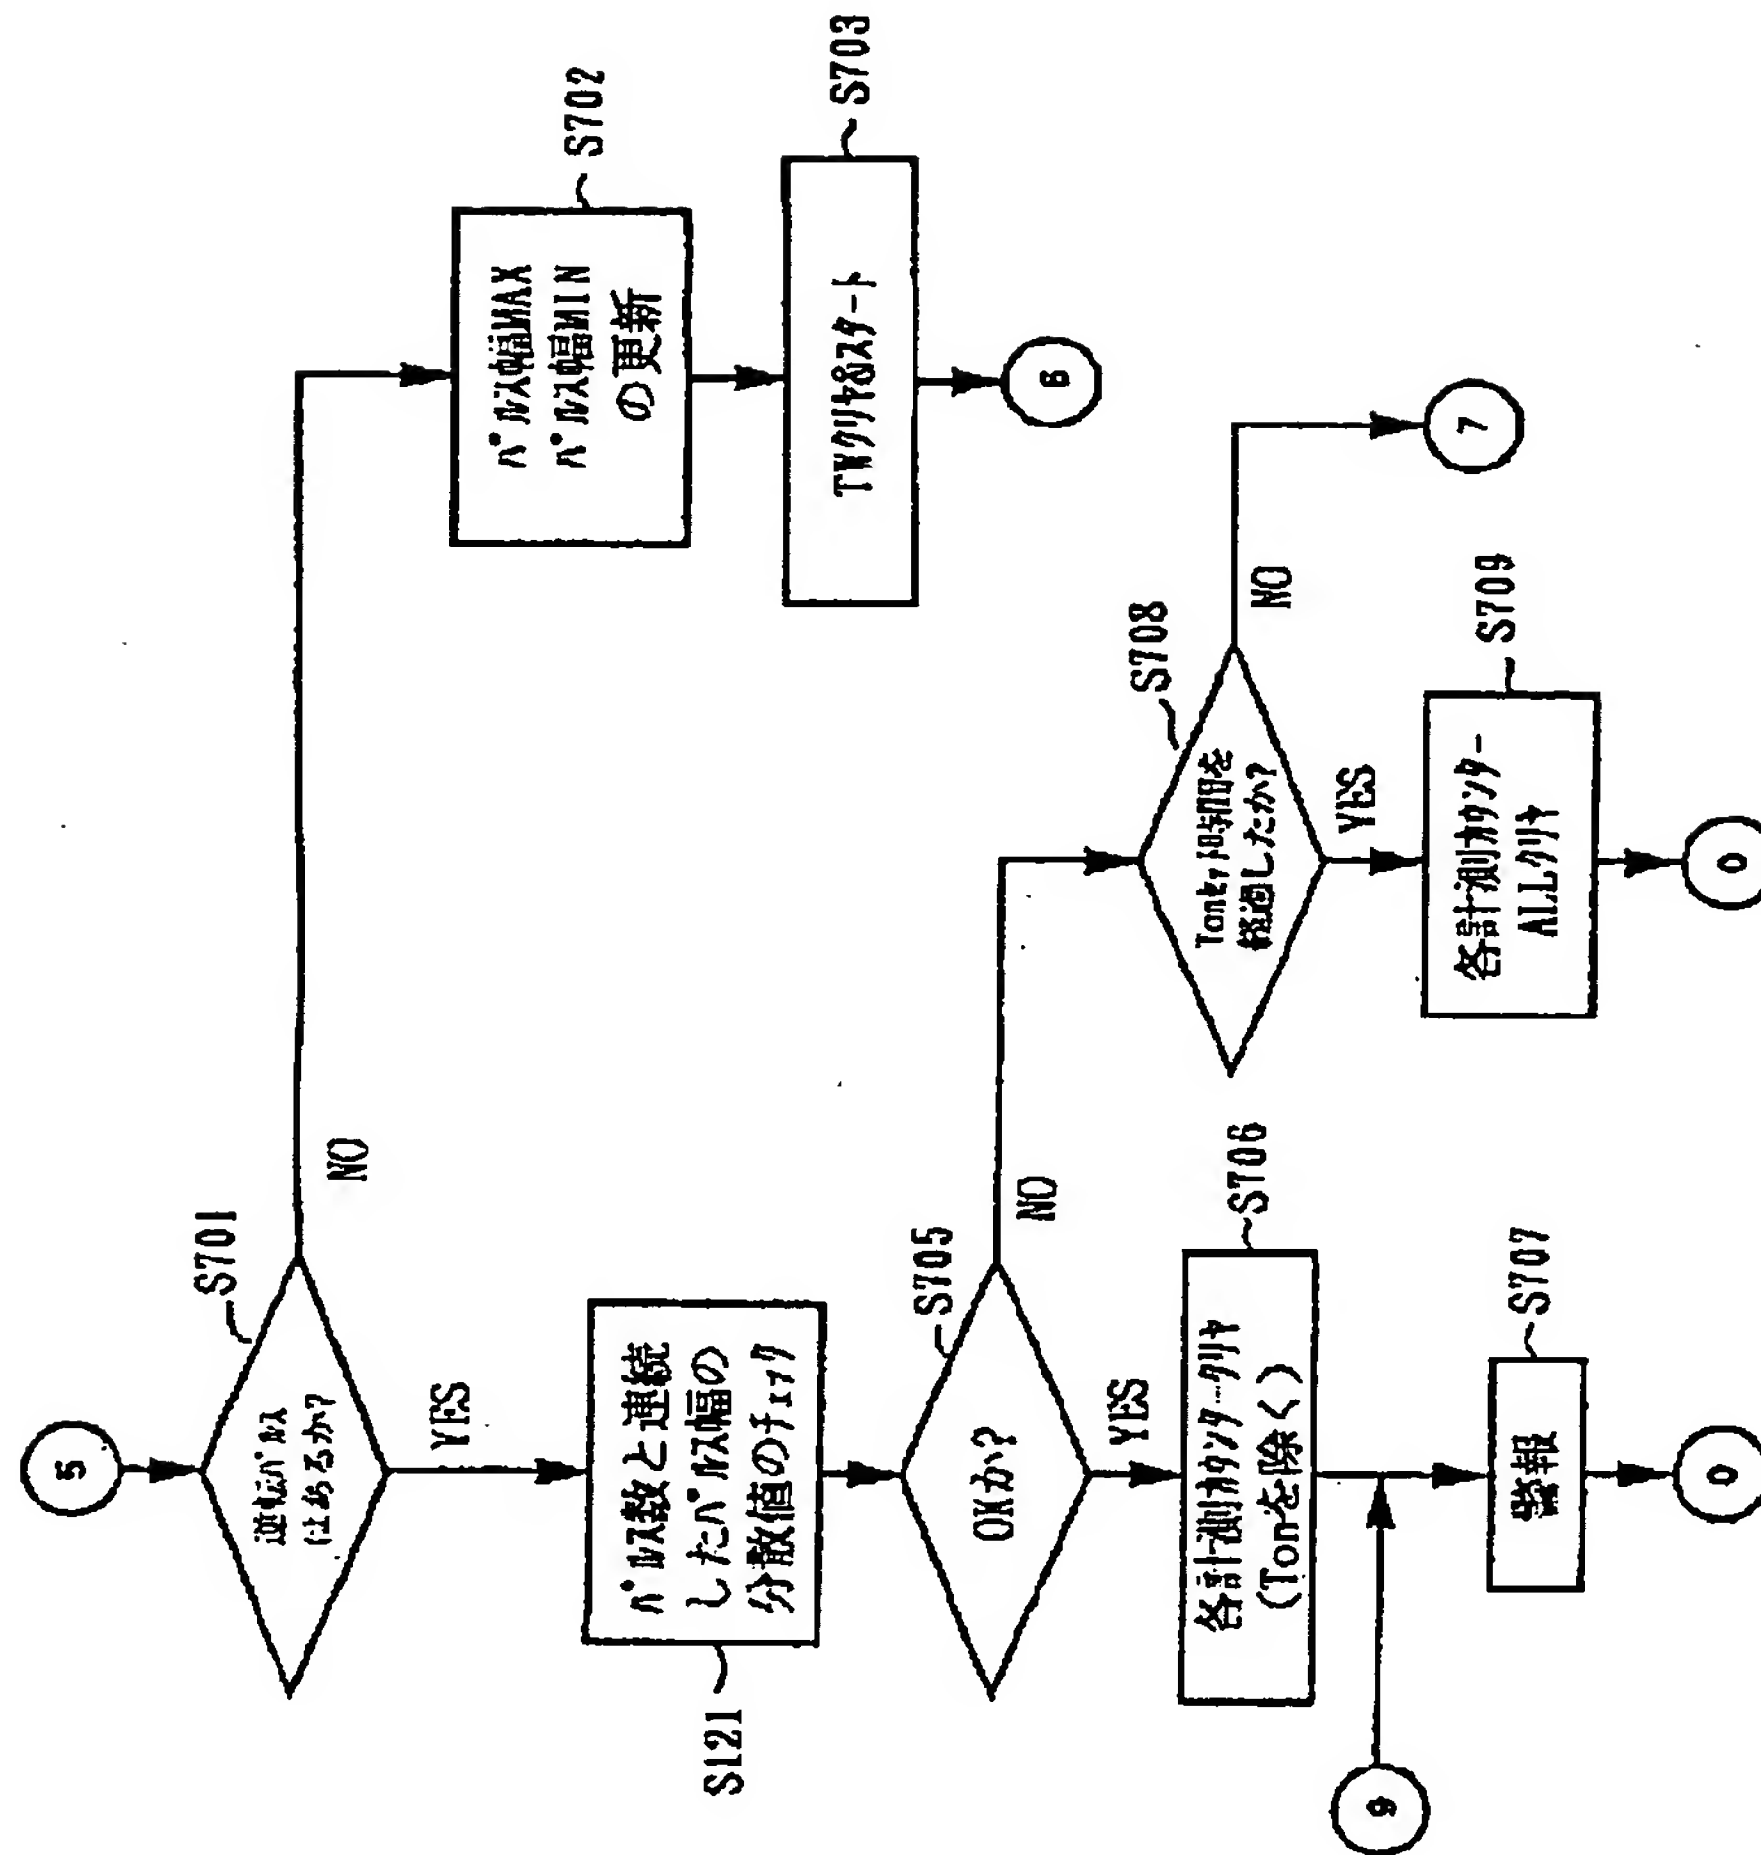 5
S701
逆転パルス
はあるか?
NO
YES
S702
パルス幅MAX
パルス幅MIN
の更新
S703
TWクリヤ&スタート
S121
パルス数と連続
したパルス幅の
分散値のチェック
S705
OKか?
NO
YES
S706
各計測カウンタークリヤ
(Tonを除く)
9
S707
警報
0
S708
Tonセット時間を
経過したか?
NO
7
YES
S709
各計測カウンター
ALLクリヤ
0